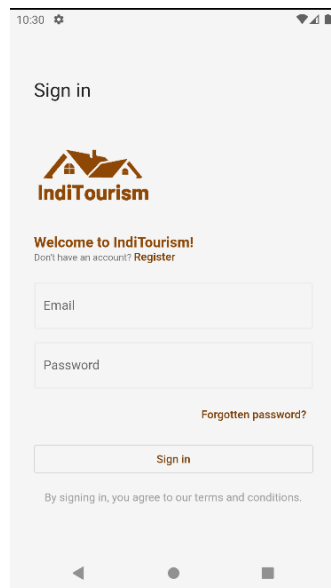 10:30
Sign in
IndiTourism
Welcome to IndiTourism!
Don't have an account? Register
Email
Password
Forgotten password?
Sign in
By signing in, you agree to our terms and conditions.